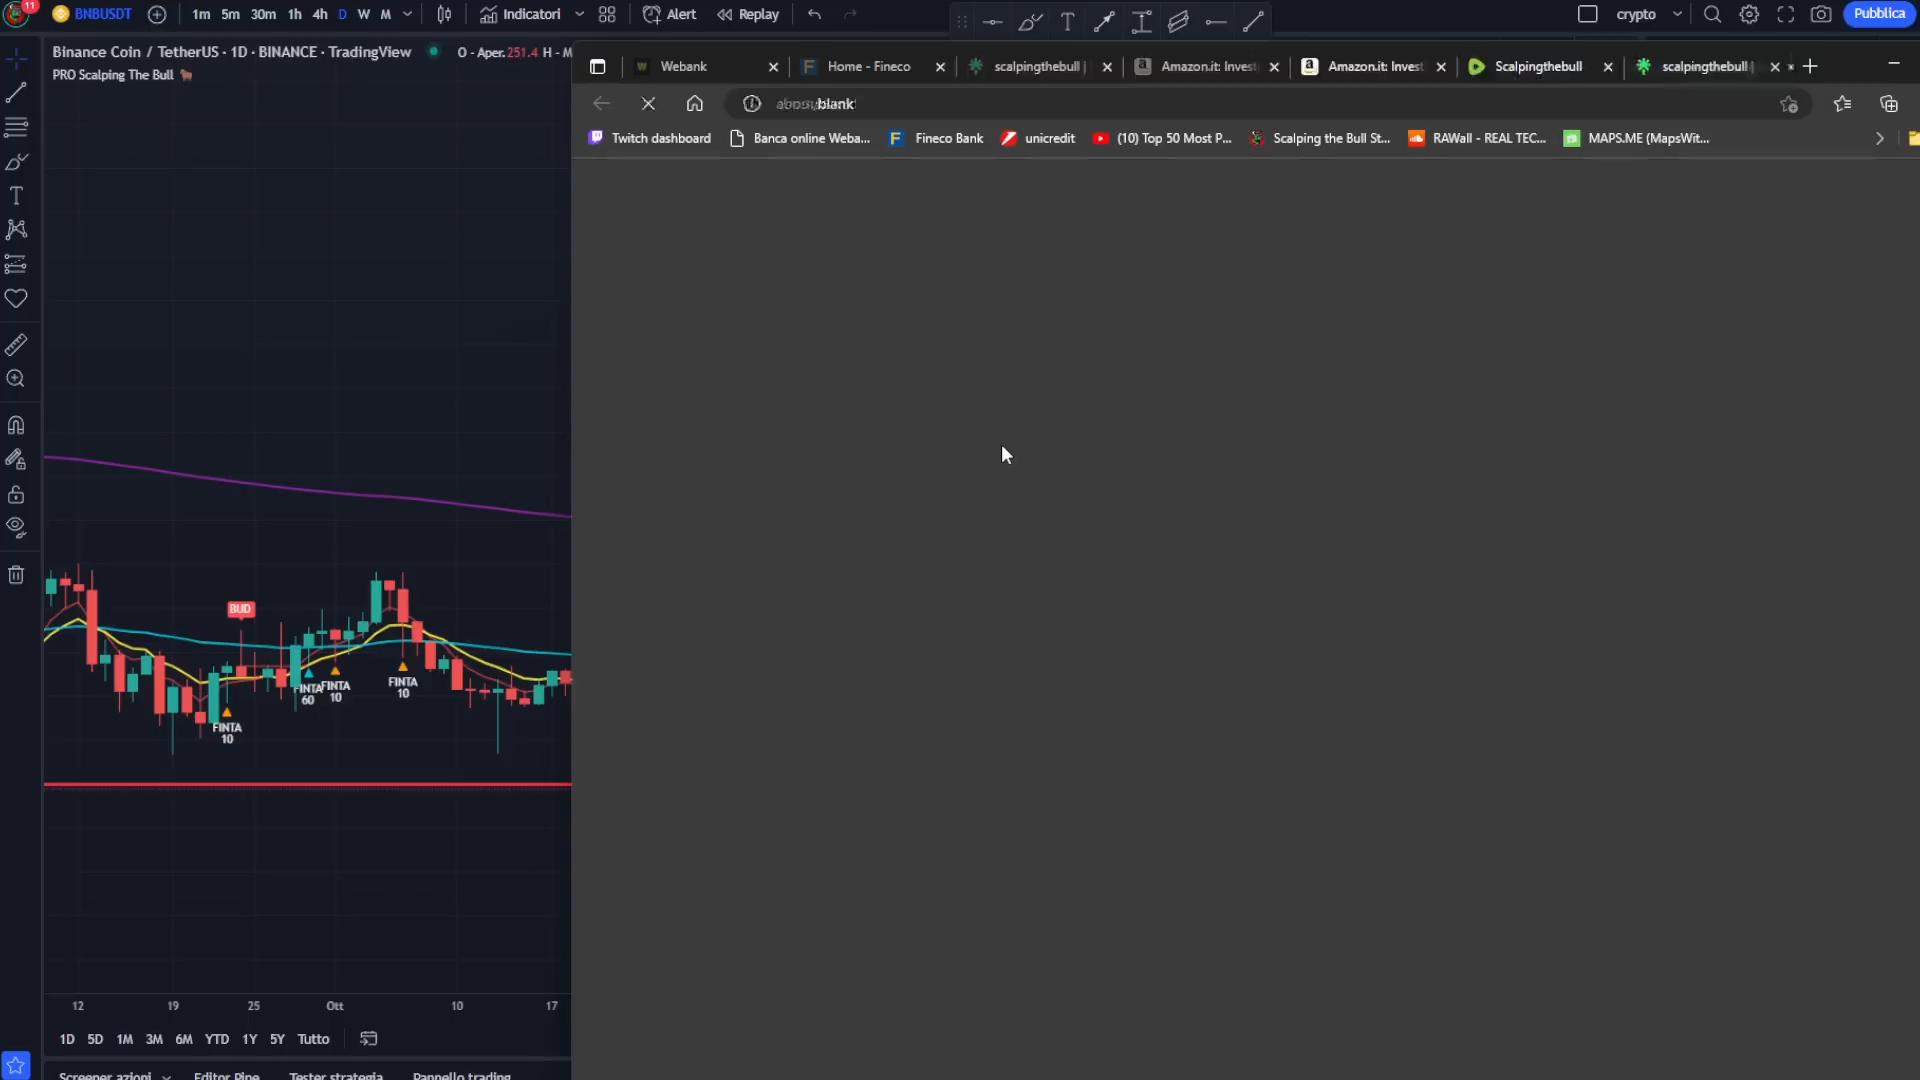 11
BNBUSDT
1m 5m 30m 1h 4h D W M
Indicatori
Alert
Replay
crypto
Pubblica
Binance Coin / TetherUS · 1D · BINANCE · TradingView
O - Aper.251.4 H - M
PRO Scalping The Bull
Webank
Home - Fineco
scalpingthebull |
Amazon.it: Invest
Amazon.it: Invest
Scalpingthebull
scalpingthebull |
blank
Twitch dashboard
Banca online Weba...
Fineco Bank
unicredit
(10) Top 50 Most P...
Scalping the Bull St...
RAWall - REAL TEC...
MAPS.ME (MapsWit...
BUD
FINTA
60
FINTA
10
FINTA
10
FINTA
10
12 19 25 Ott 10 17
1D 5D 1M 3M 6M YTD 1Y 5Y Tutto
Screener azioni
Editor Pine
Tester strategia
Pannello trading